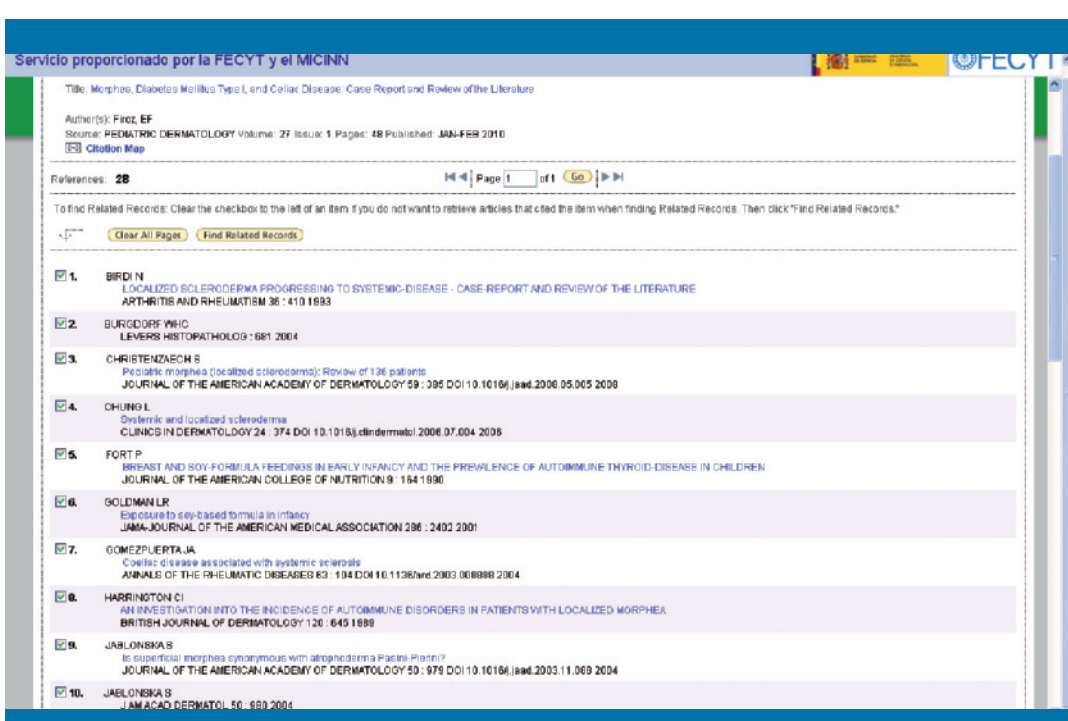 Servicio proporcionado por la FECYT y el MICINN
FECYT
Title: Morphea, Diabetes Mellitus Type I, and Celiac Disease: Case Report and Review of the Literature
Author(s): Firoz, EF
Source: PEDIATRIC DERMATOLOGY Volume: 27 Issue: 1 Pages: 48 Published: JAN-FEB 2010
Citation Map
References: 28
Page 1 of 1 Go
To find Related Records: Clear the checkbox to the left of an item if you do not want to retrieve articles that cited the item when finding Related Records. Then click "Find Related Records."
Clear All Pages Find Related Records
1. BIRDI N
LOCALIZED SCLERODERMA PROGRESSING TO SYSTEMIC-DISEASE - CASE-REPORT AND REVIEW OF THE LITERATURE
ARTHRITIS AND RHEUMATISM 36 : 410 1993
2. BURGDORF WHC
LEVERS HISTOPATHOLOG : 681 2004
3. CHRISTENZAECH S
Pediatric morphea (localized scleroderma): Review of 136 patients
JOURNAL OF THE AMERICAN ACADEMY OF DERMATOLOGY 59 : 385 DOI 10.1016/j.jaad.2008.05.005 2008
4. CHUNG L
Systemic and localized scleroderma
CLINICS IN DERMATOLOGY 24 : 374 DOI 10.1016/j.clindermatol.2006.07.004 2006
5. FORT P
BREAST AND SOY-FORMULA FEEDINGS IN EARLY INFANCY AND THE PREVALENCE OF AUTOIMMUNE THYROID-DISEASE IN CHILDREN
JOURNAL OF THE AMERICAN COLLEGE OF NUTRITION 9 : 164 1990
6. GOLDMAN LR
Exposure to soy-based formula in infancy
JAMA-JOURNAL OF THE AMERICAN MEDICAL ASSOCIATION 286 : 2402 2001
7. GOMEZPUERTA JA
Coeliac disease associated with systemic sclerosis
ANNALS OF THE RHEUMATIC DISEASES 63 : 104 DOI 10.1136/ard.2003.006898 2004
8. HARRINGTON CI
AN INVESTIGATION INTO THE INCIDENCE OF AUTOIMMUNE DISORDERS IN PATIENTS WITH LOCALIZED MORPHEA
BRITISH JOURNAL OF DERMATOLOGY 120 : 645 1989
9. JABLONSKA S
Is superficial morphea synonymous with atrophoderma Pasini-Pierini?
JOURNAL OF THE AMERICAN ACADEMY OF DERMATOLOGY 50 : 979 DOI 10.1016/j.jaad.2003.11.089 2004
10. JABLONSKA S
J AM ACAD DERMATOL 50 : 980 2004